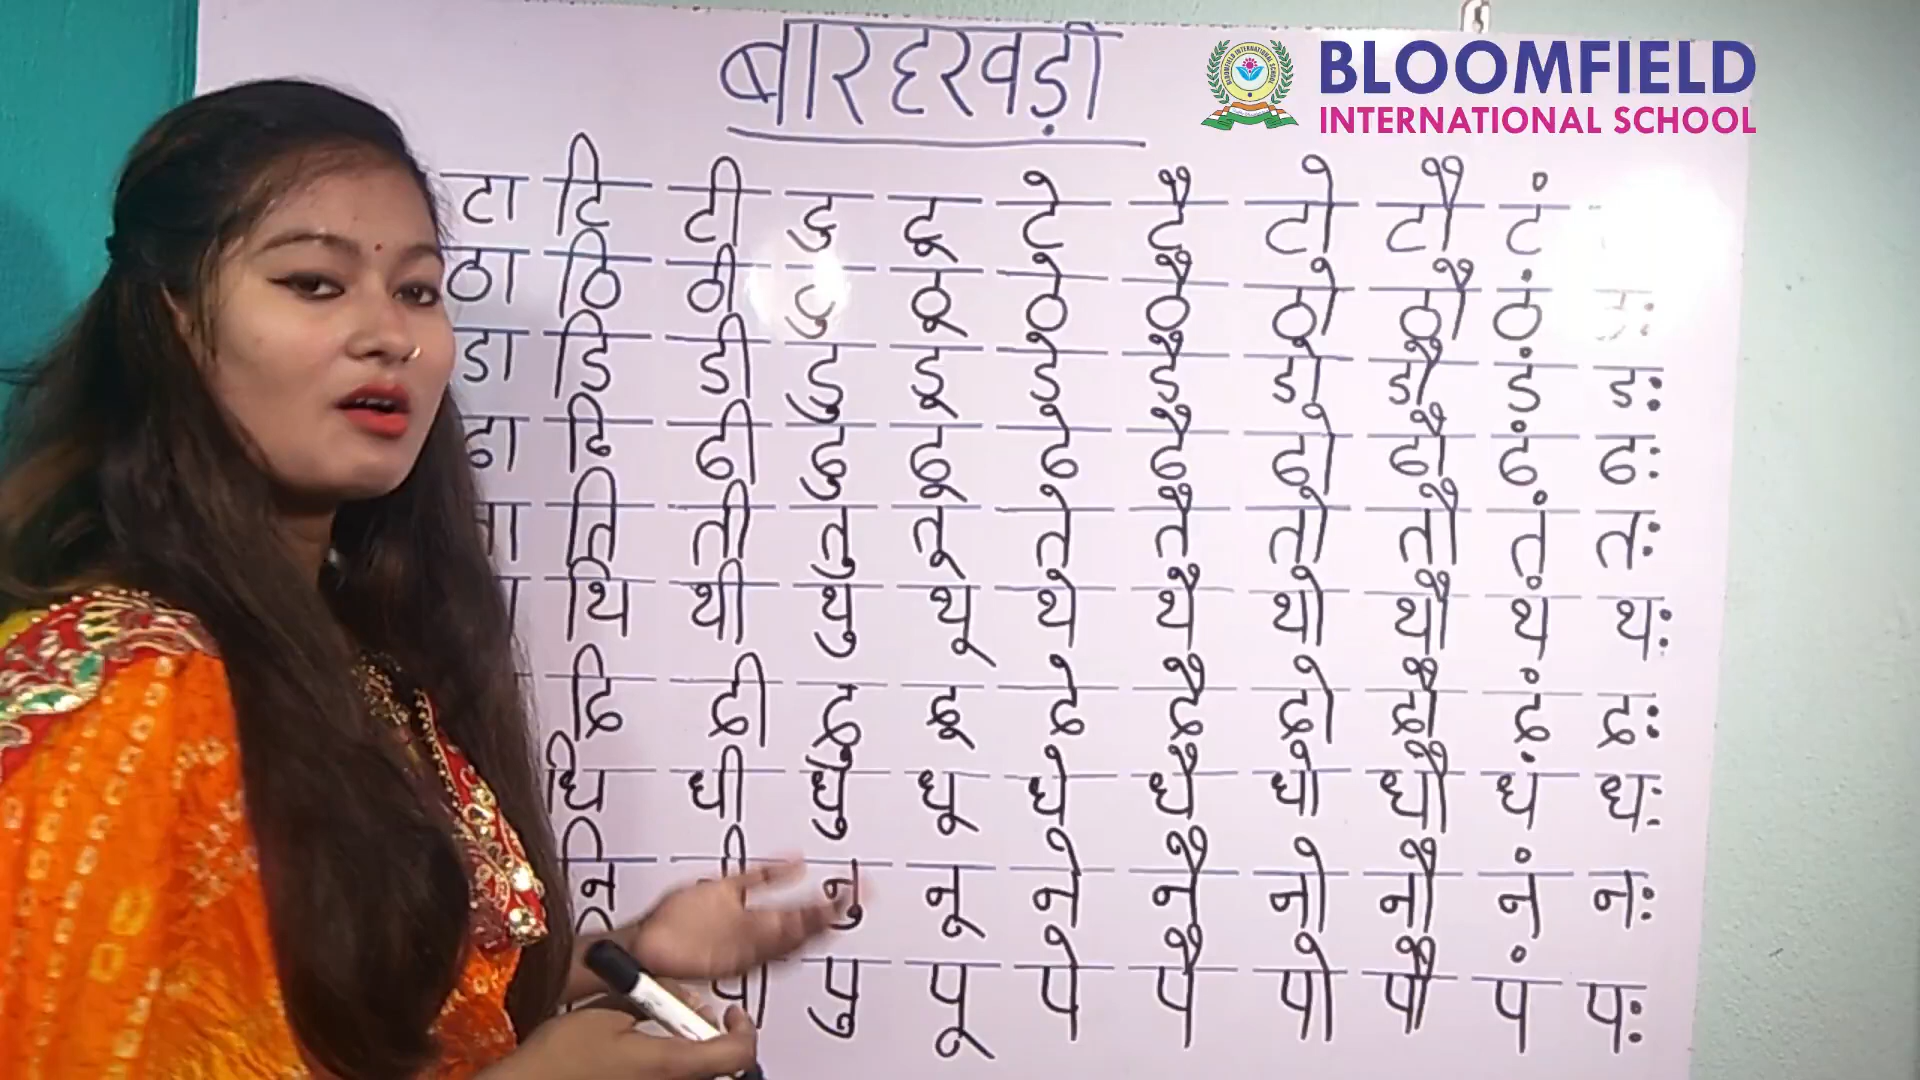 बारहखड़ी
BLOOMFIELD
INTERNATIONAL SCHOOL
टा टि टी टु टू टे टै टो टौ टं
ठा ठि ठी ठु ठू ठे ठै ठो ठौ ठं
डा डि डी डु डू डे डै डो डौ डं डः
ढा ढि ढी ढु ढू ढे ढै ढो ढौ ढं ढः
ति ती तु तू ते तै तो तौ तं तः
थि थी थु थू थे थै थो थौ थं थः
दि दी दु दू दे दै दो दौ दं दः
धि धी धु धू धे धै धो धौ धं धः
नि नु नू ने नै नो नौ नं नः
पु पू पे पै पो पौ पं पः